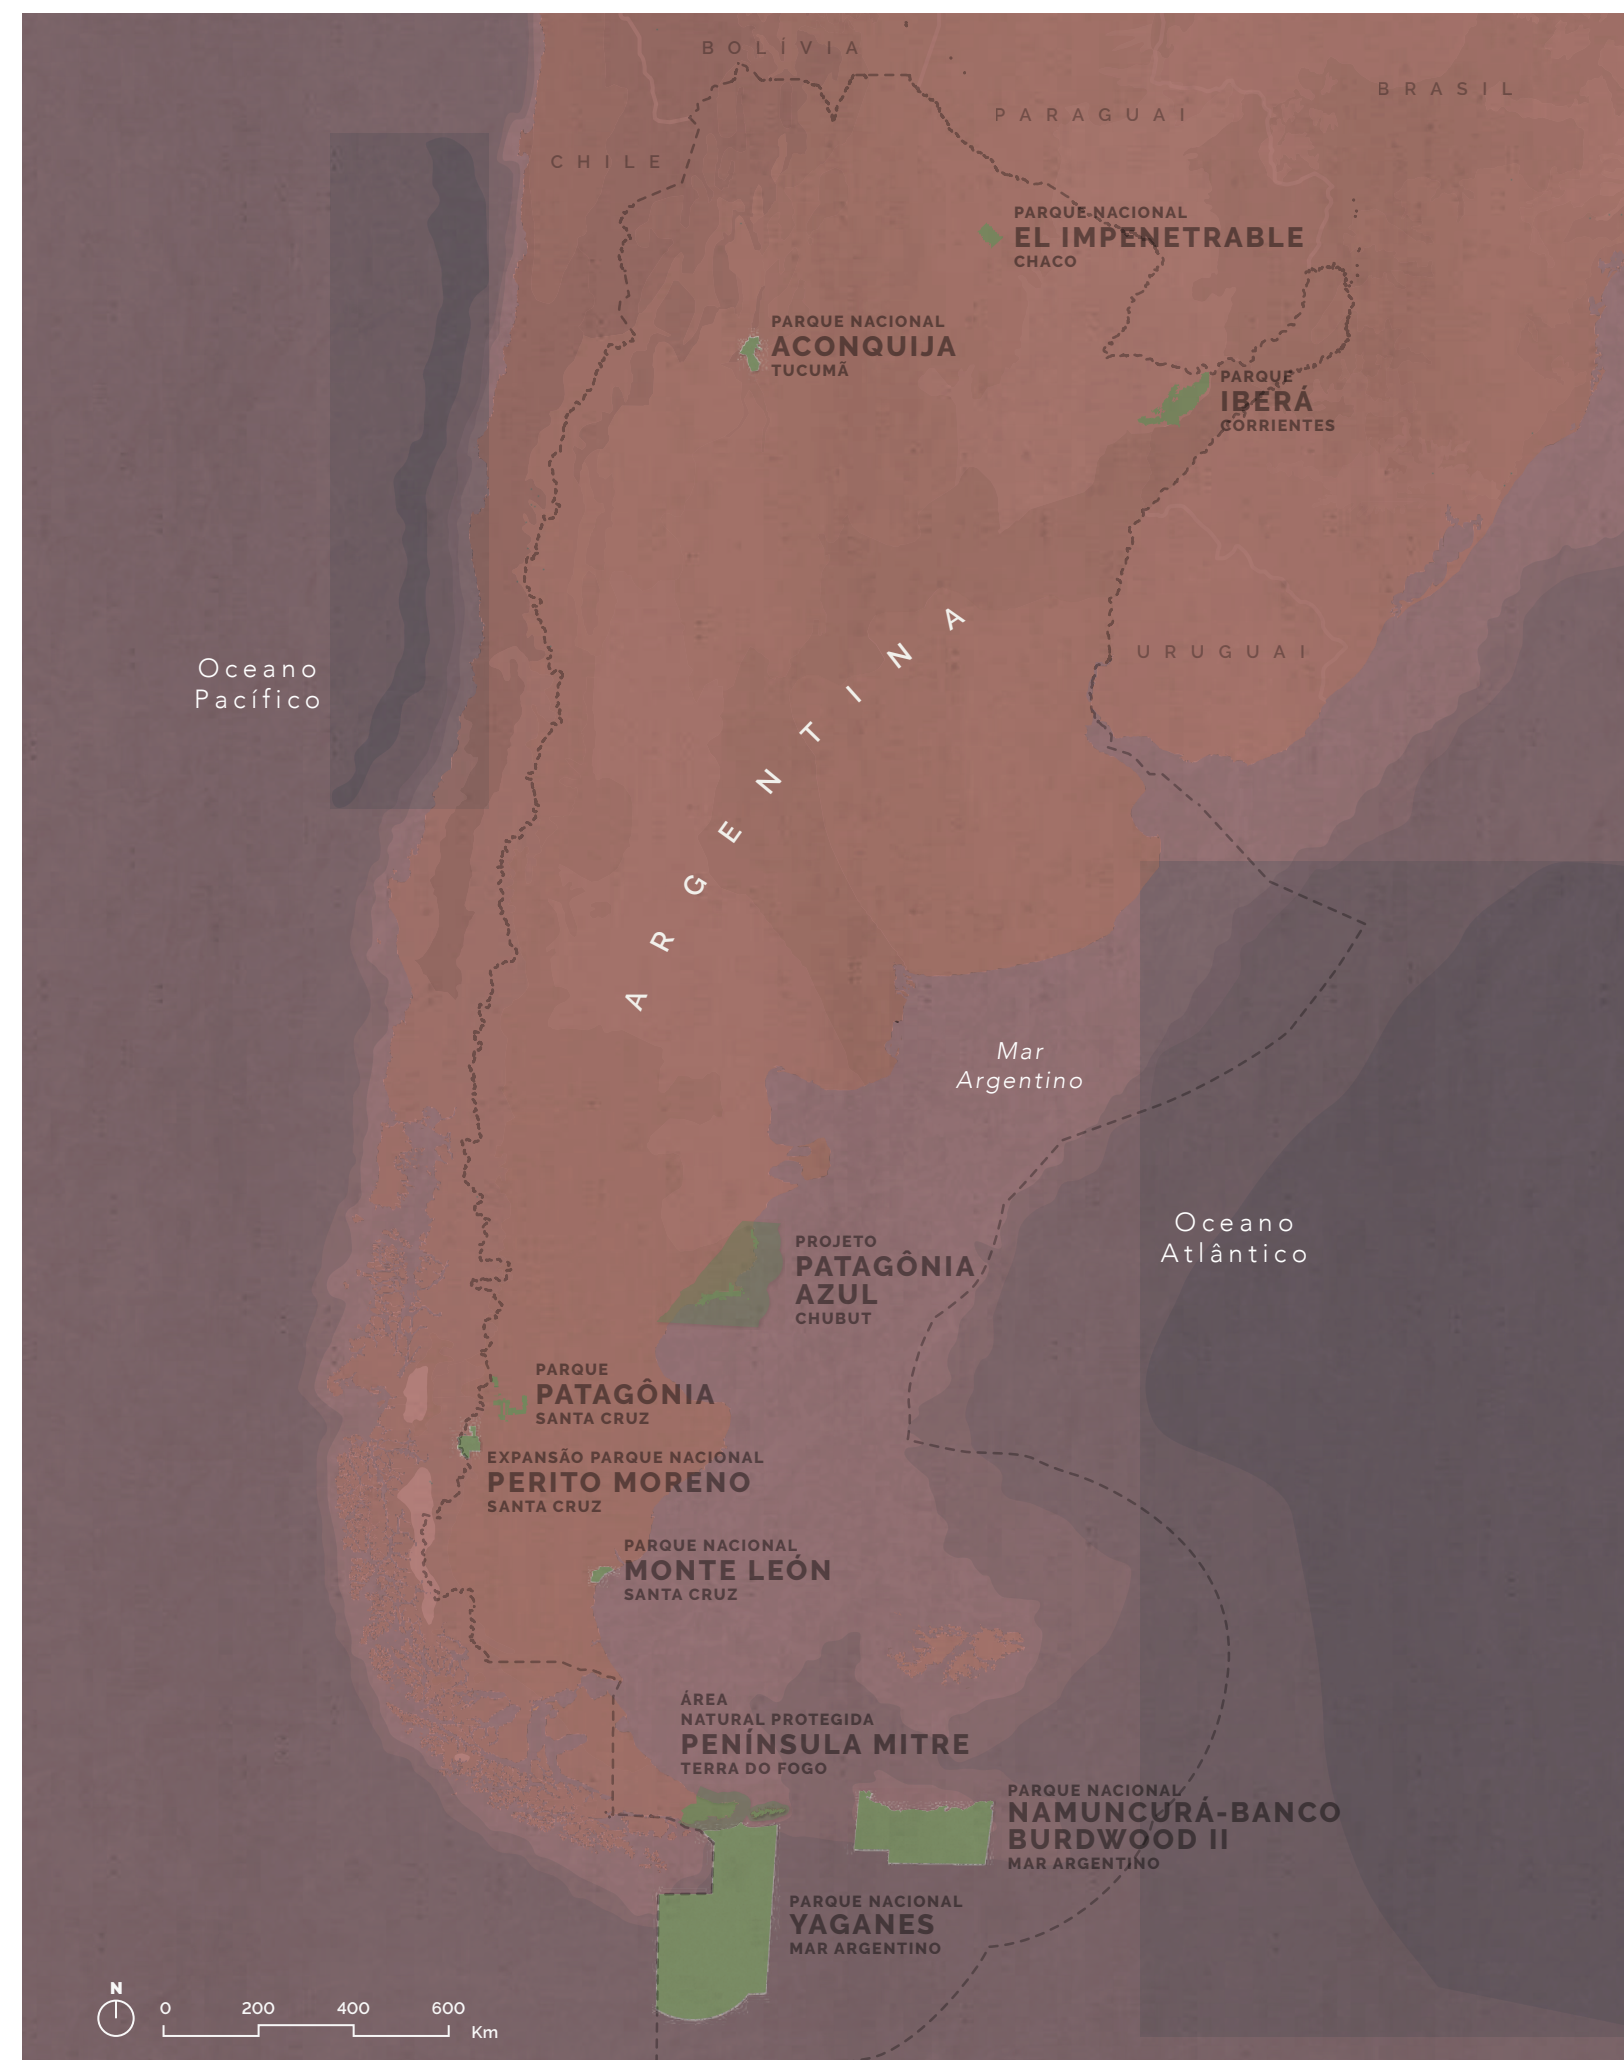 BOLÍVIA
BRASIL
PARAGUAI
CHILE
PARQUE NACIONAL
EL IMPENETRABLE
CHACO
PARQUE NACIONAL
ACONQUIJA
TUCUMÃ
PARQUE
IBERÁ
CORRIENTES
ARGENTINA
URUGUAI
Oceano
Pacífico
Mar
Argentino
Oceano
Atlântico
PROJETO
PATAGÔNIA
AZUL
CHUBUT
PARQUE
PATAGÔNIA
SANTA CRUZ
EXPANSÃO PARQUE NACIONAL
PERITO MORENO
SANTA CRUZ
PARQUE NACIONAL
MONTE LEÓN
SANTA CRUZ
ÁREA
NATURAL PROTEGIDA
PENÍNSULA MITRE
TERRA DO FOGO
PARQUE NACIONAL
NAMUNCURÁ-BANCO
BURDWOOD II
MAR ARGENTINO
PARQUE NACIONAL
YAGANES
MAR ARGENTINO
N
0 200 400 600
Km